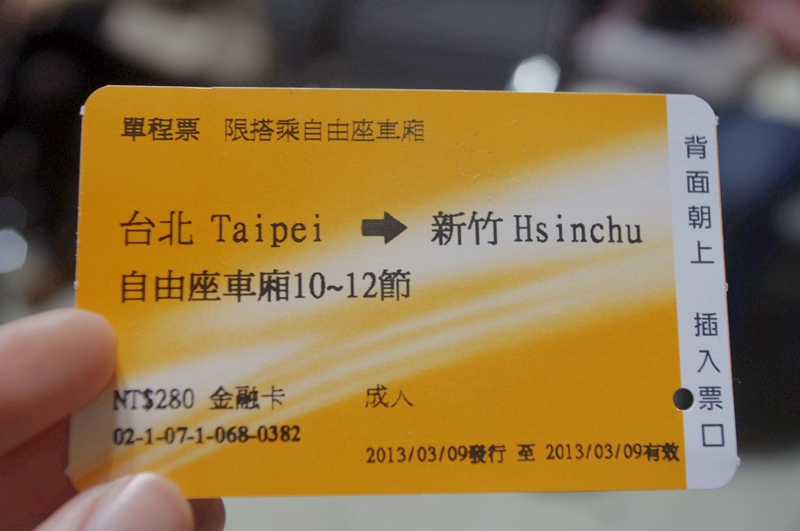 單程票 限搭乘自由座車廂
台北 Taipei → 新竹 Hsinchu
自由座車廂10~12節
NT$280 金融卡 成人
02-1-07-1-068-0382
2013/03/09發行 至 2013/03/09有效
背面朝上 插入票口